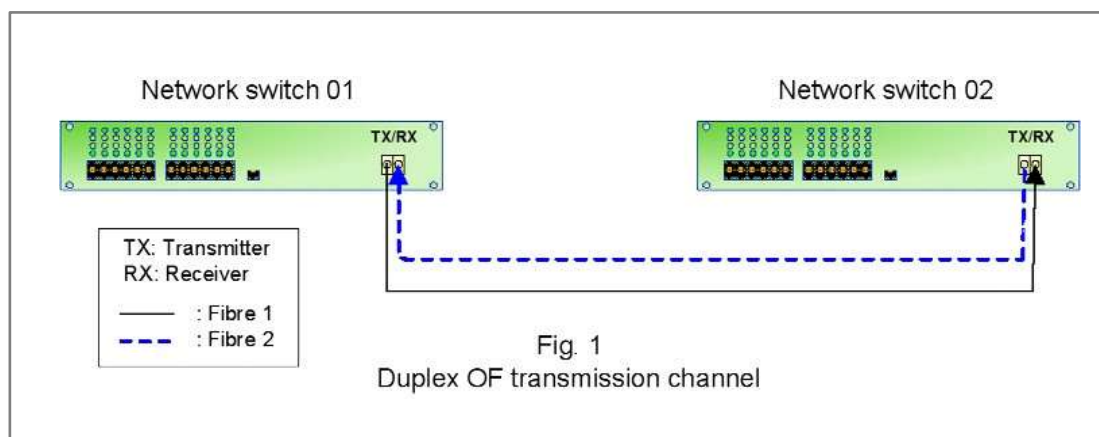 Network switch 01
Network switch 02
TX/RX
TX/RX
TX: Transmitter
RX: Receiver
: Fibre 1
: Fibre 2
Fig. 1
Duplex OF transmission channel